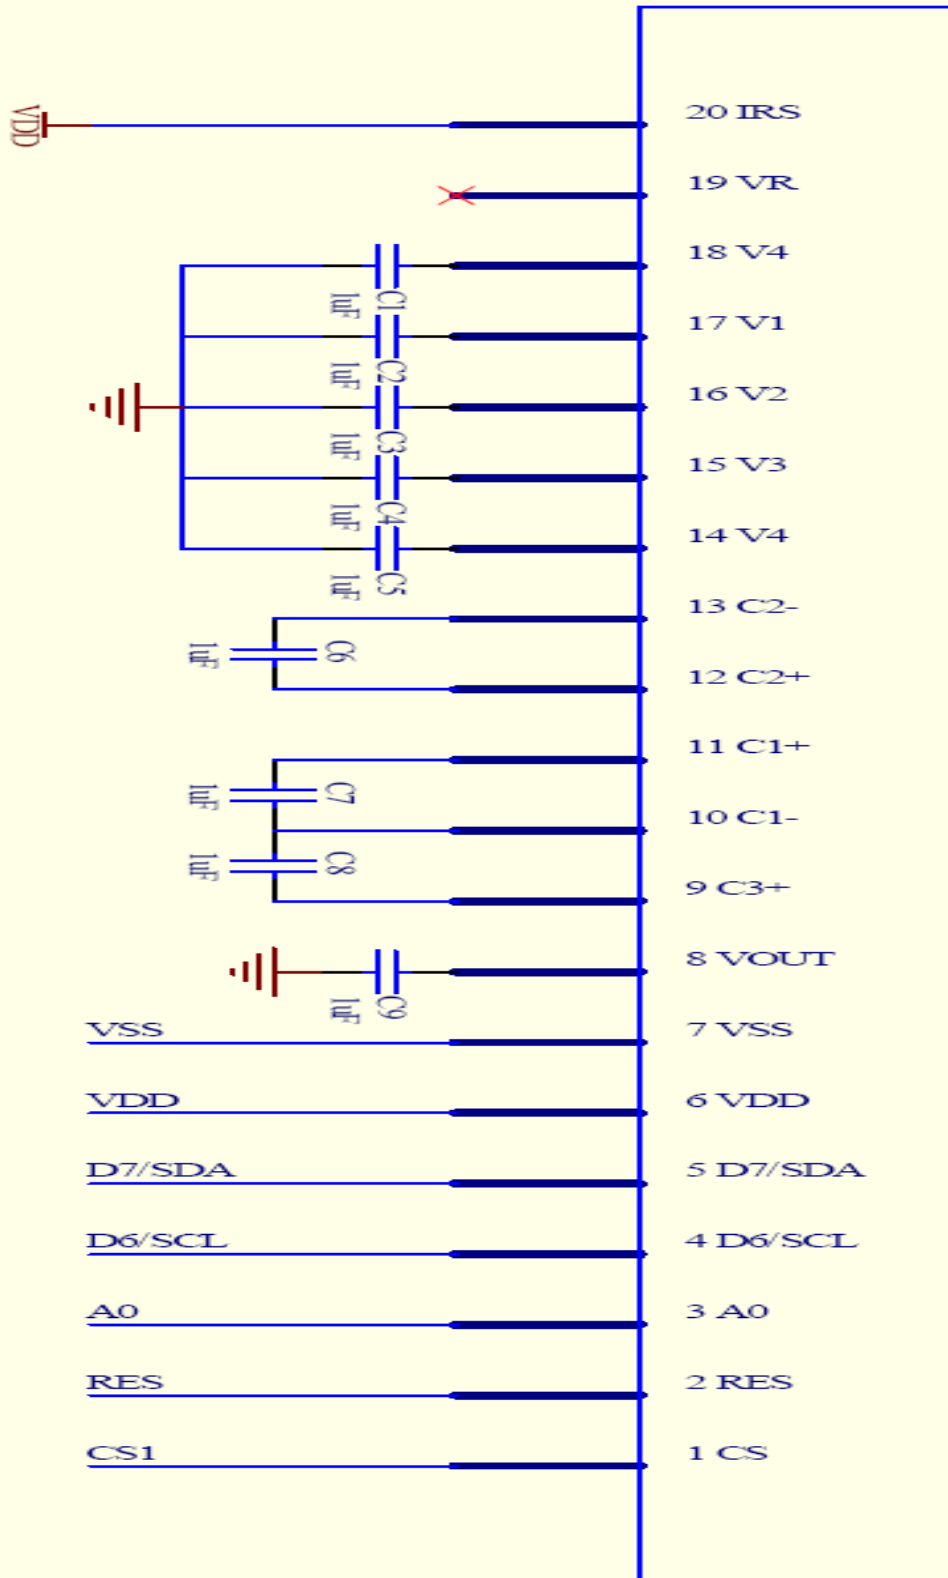 VDD
20 IRS
19 VR
18 V4
C1
1uF
17 V1
C2
1uF
16 V2
C3
1uF
15 V3
C4
1uF
14 V4
C5
1uF
13 C2-
C6
1uF
12 C2+
11 C1+
C7
1uF
10 C1-
C8
1uF
9 C3+
8 VOUT
C9
1uF
VSS
7 VSS
VDD
6 VDD
D7/SDA
5 D7/SDA
D6/SCL
4 D6/SCL
A0
3 A0
RES
2 RES
CS1
1 CS